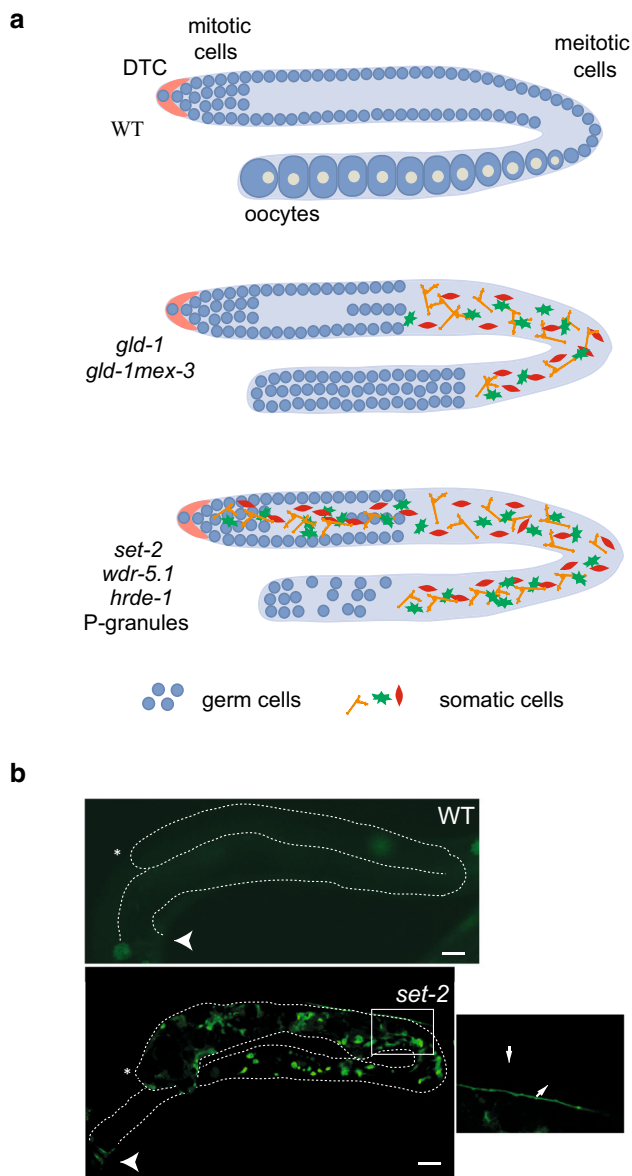 a
mitotic
cells
meitotic
cells
DTC
WT
oocytes
gld-1
gld-1mex-3
set-2
wdr-5.1
hrde-1
P-granules
germ cells
somatic cells
b
WT
*
set-2
*